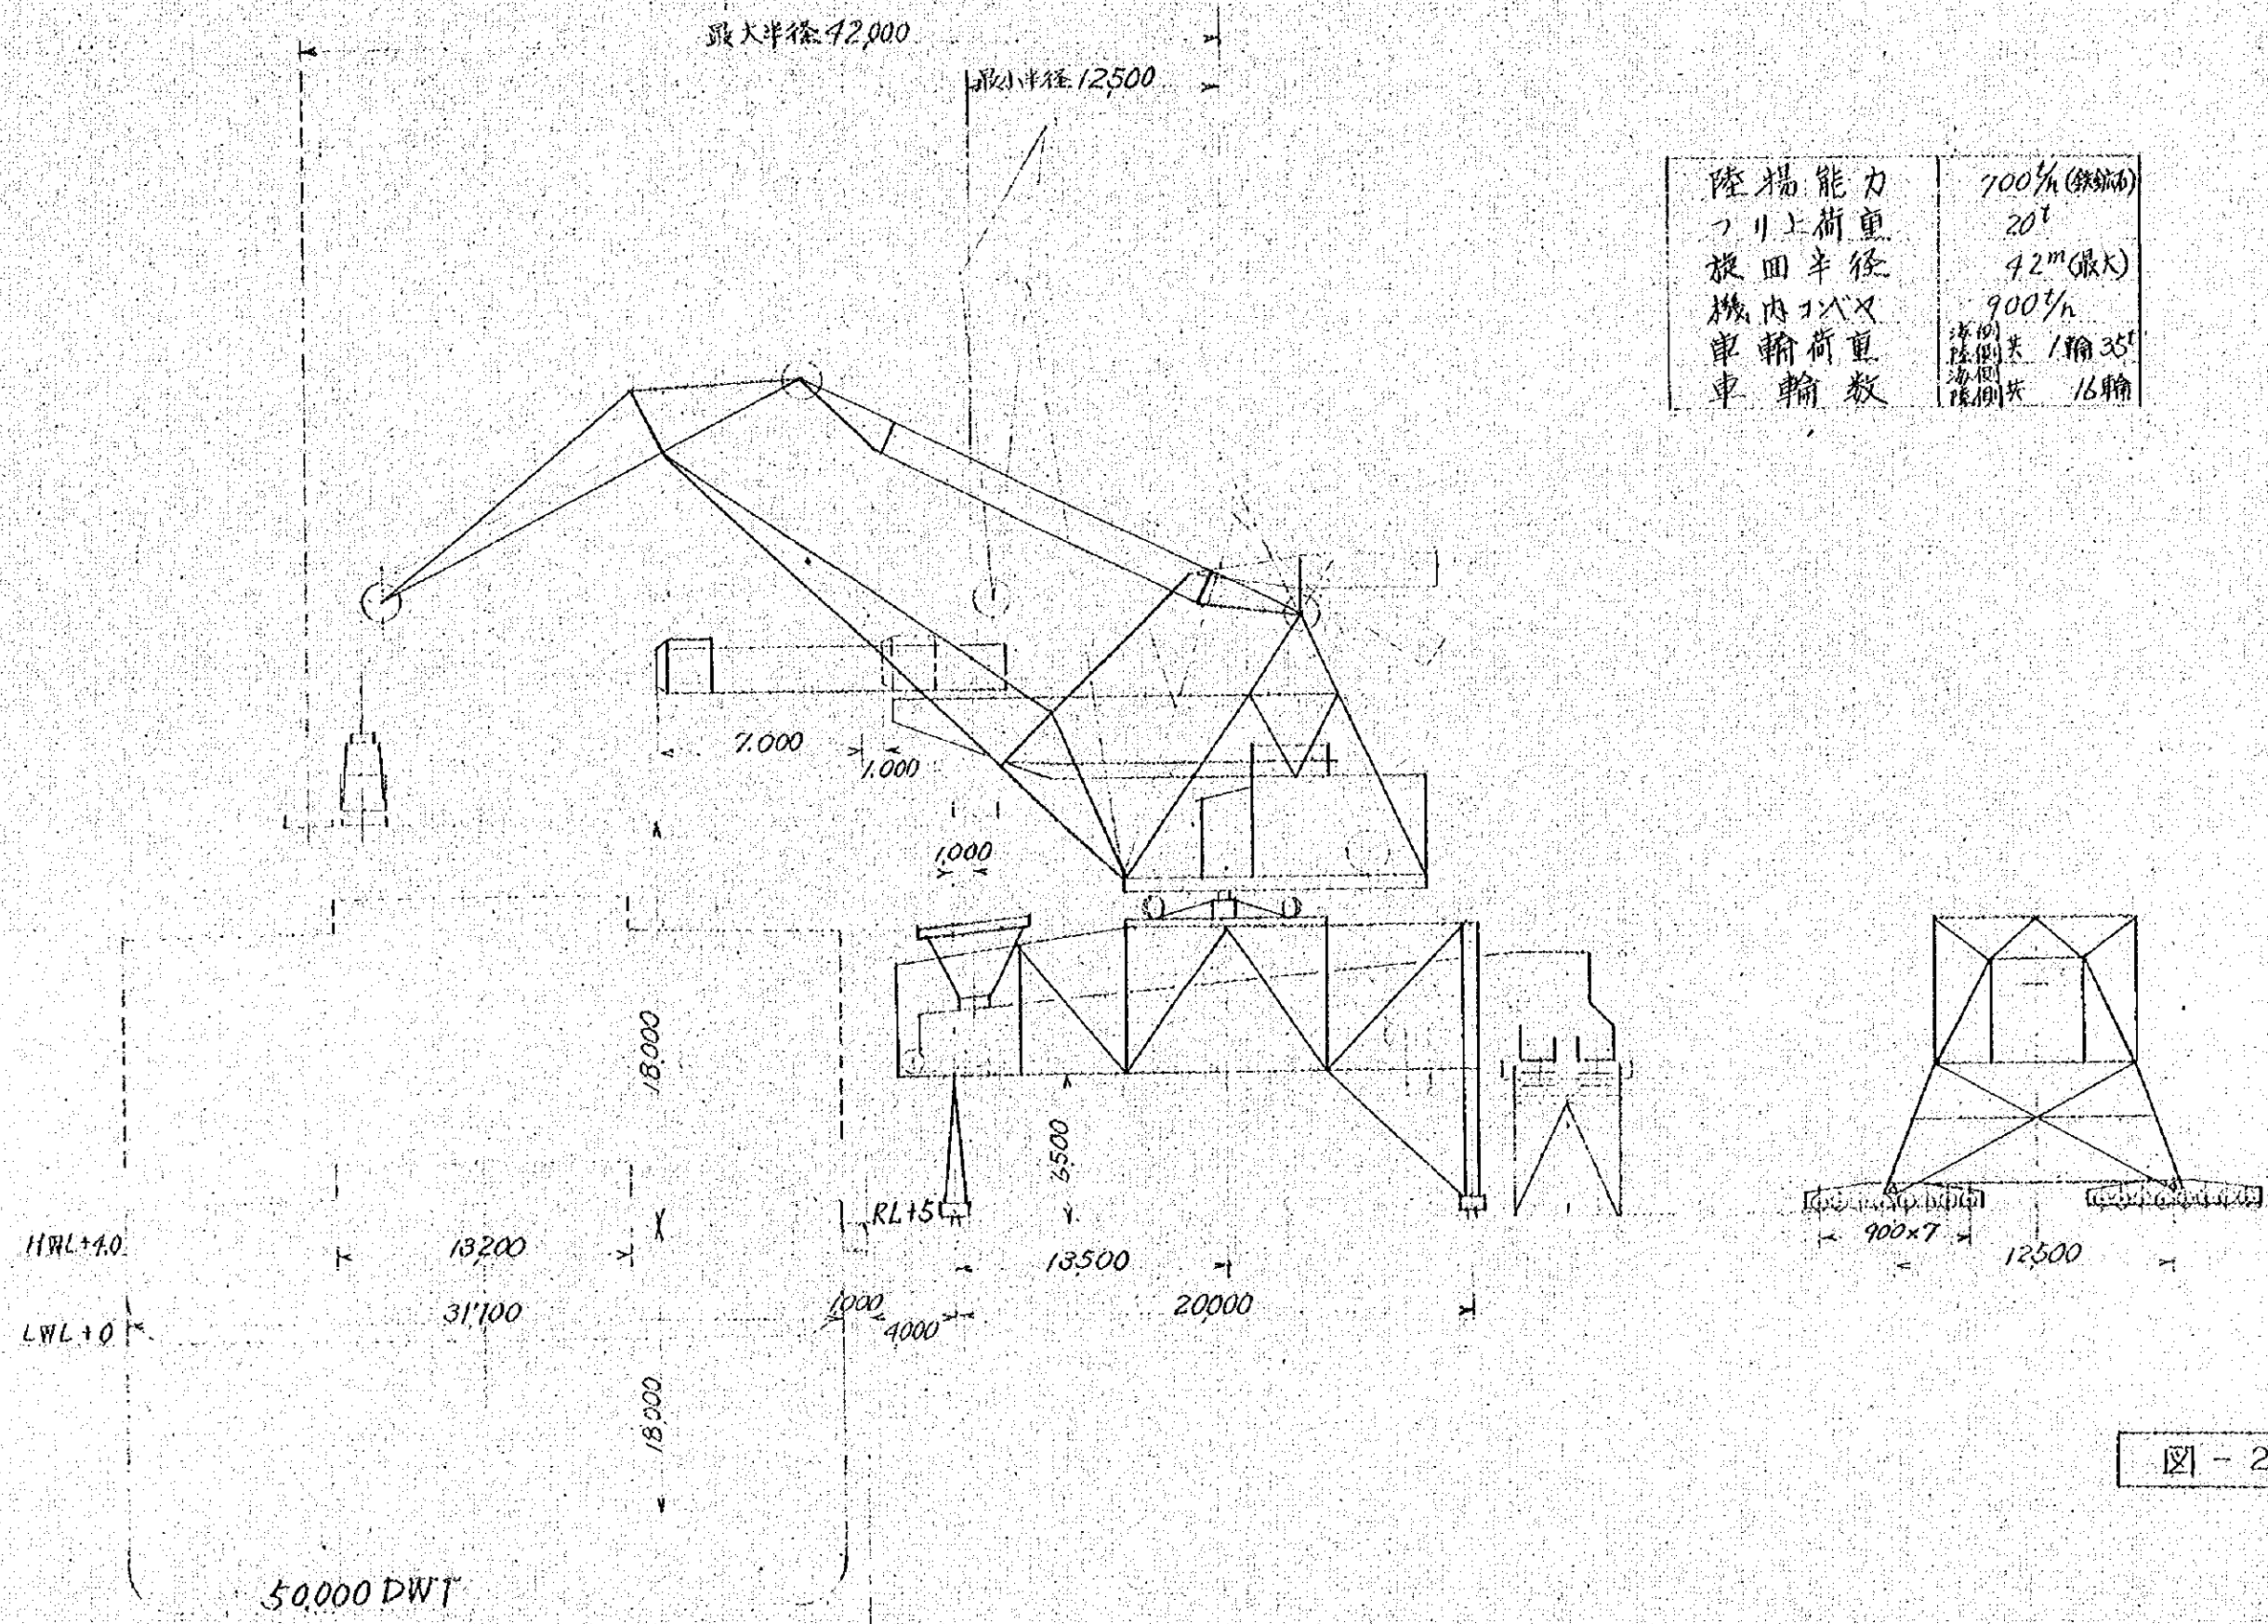 最大半径 42,000
最小半径 12,500
陸揚能力 700 t/h (鉄鉱石)
つり上荷重 20t
旋回半径 42m (最大)
機内コンベヤ 900 t/h
車輪荷重 海側陸側共 1輪 35t
車輪数 海側陸側共 16輪
7.000
1.000
1,000
18,000
6,500
RL+5
HWL+4.0
13,200
13,500
900×7
12,500
31,700
1,000
4000
20,000
LWL+0
18,000
図-2
50,000 DWT